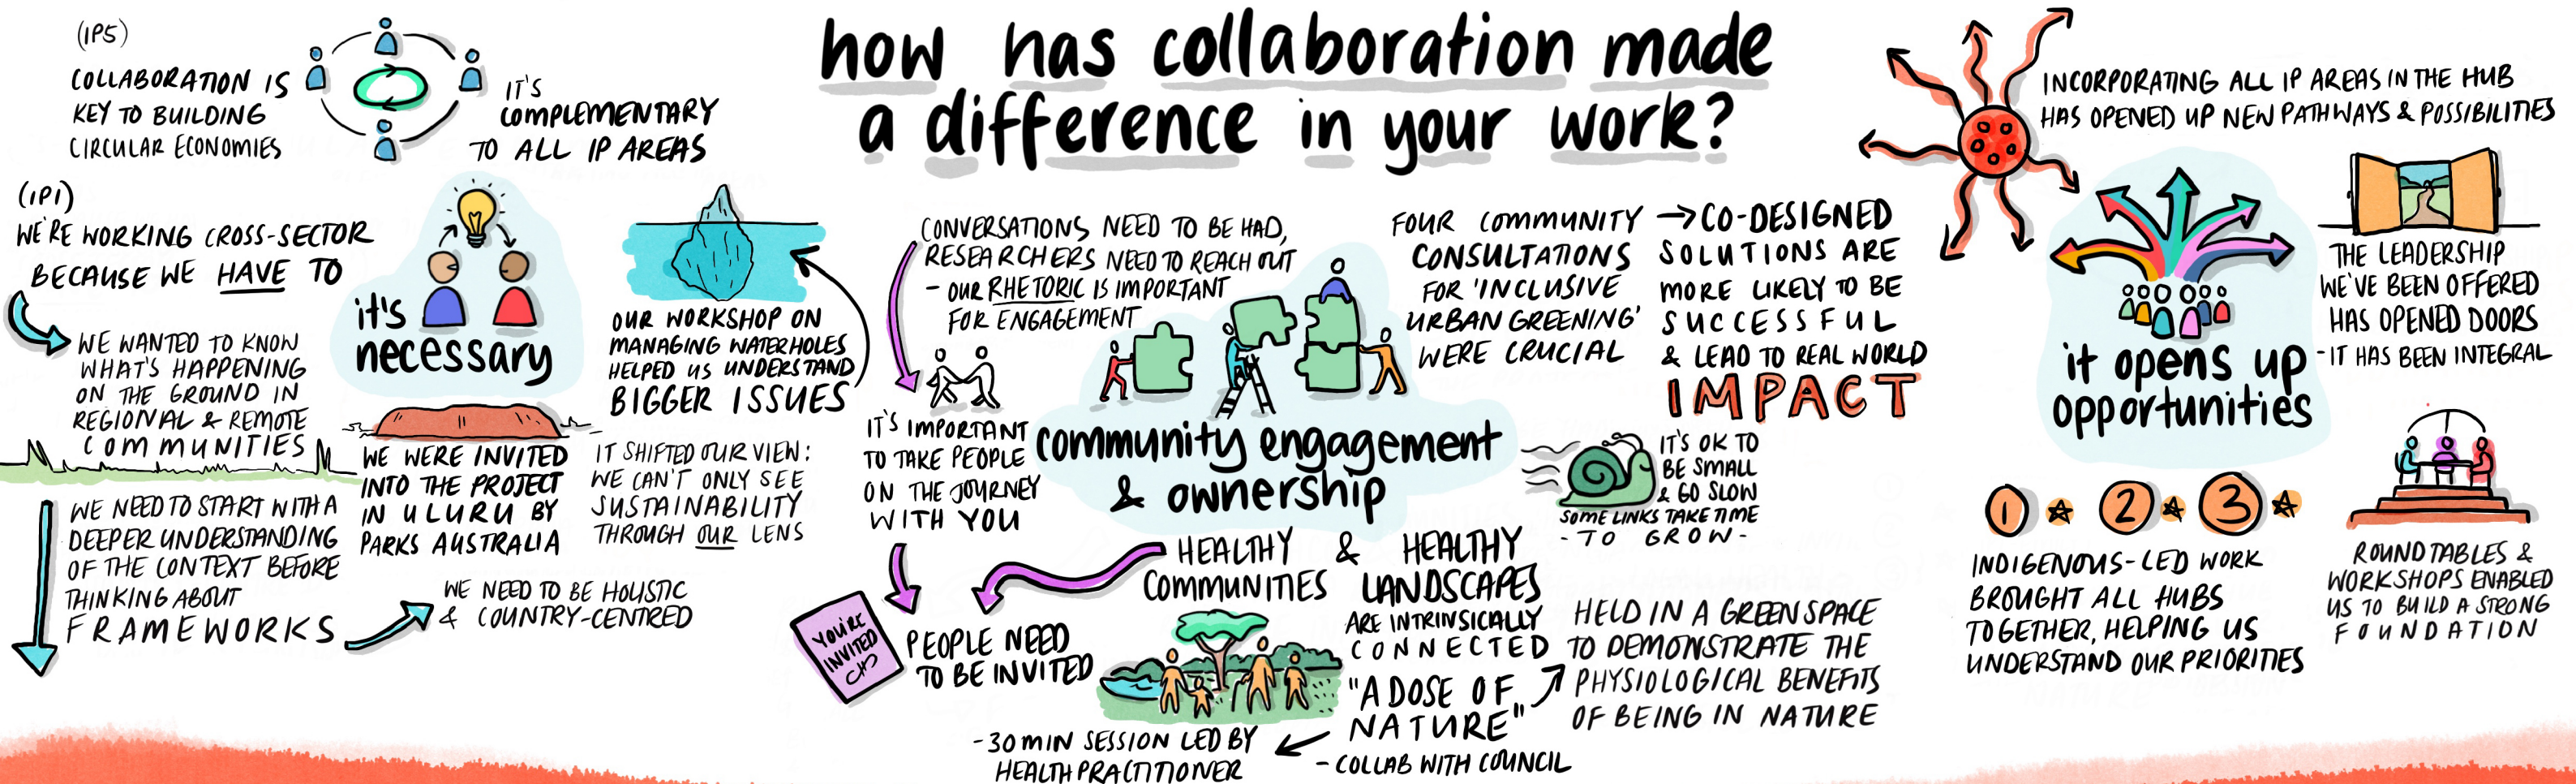 how has collaboration made
a difference in your work?
(IP5)
COLLABORATION IS
KEY TO BUILDING
CIRCULAR ECONOMIES
IT'S
COMPLEMENTARY
TO ALL IP AREAS
(IP1)
WE'RE WORKING CROSS-SECTOR
BECAUSE WE HAVE TO
WE WANTED TO KNOW
WHAT'S HAPPENING
ON THE GROUND IN
REGIONAL & REMOTE
COMMUNITIES
WE NEED TO START WITH A
DEEPER UNDERSTANDING
OF THE CONTEXT BEFORE
THINKING ABOUT
FRAMEWORKS
WE NEED TO BE HOLISTIC
& COUNTRY-CENTRED
it's
necessary
WE WERE INVITED
INTO THE PROJECT
IN ULURU BY
PARKS AUSTRALIA
OUR WORKSHOP ON
MANAGING WATERHOLES
HELPED US UNDERSTAND
BIGGER ISSUES
IT SHIFTED OUR VIEW:
WE CAN'T ONLY SEE
SUSTAINABILITY
THROUGH OUR LENS
CONVERSATIONS NEED TO BE HAD,
RESEARCHERS NEED TO REACH OUT
- OUR RHETORIC IS IMPORTANT
FOR ENGAGEMENT
IT'S IMPORTANT
TO TAKE PEOPLE
ON THE JOURNEY
WITH YOU
YOU'RE
INVITED
PEOPLE NEED
TO BE INVITED
community engagement
& ownership
FOUR COMMUNITY
CONSULTATIONS
FOR 'INCLUSIVE
URBAN GREENING'
WERE CRUCIAL
→ CO-DESIGNED
SOLUTIONS ARE
MORE LIKELY TO BE
SUCCESSFUL
& LEAD TO REAL WORLD
IMPACT
IT'S OK TO
BE SMALL
& GO SLOW
SOME LINKS TAKE TIME
- TO GROW -
HEALTHY & HEALTHY
COMMUNITIES LANDSCAPES
ARE INTRINSICALLY
CONNECTED
"A DOSE OF
NATURE"
- COLLAB WITH COUNCIL
- 30 MIN SESSION LED BY
HEALTH PRACTITIONER
HELD IN A GREEN SPACE
TO DEMONSTRATE THE
PHYSIOLOGICAL BENEFITS
OF BEING IN NATURE
INCORPORATING ALL IP AREAS IN THE HUB
HAS OPENED UP NEW PATHWAYS & POSSIBILITIES
it opens up
opportunities
THE LEADERSHIP
WE'VE BEEN OFFERED
HAS OPENED DOORS
- IT HAS BEEN INTEGRAL
1 2 3
INDIGENOUS-LED WORK
BROUGHT ALL HUBS
TOGETHER, HELPING US
UNDERSTAND OUR PRIORITIES
ROUNDTABLES &
WORKSHOPS ENABLED
US TO BUILD A STRONG
FOUNDATION